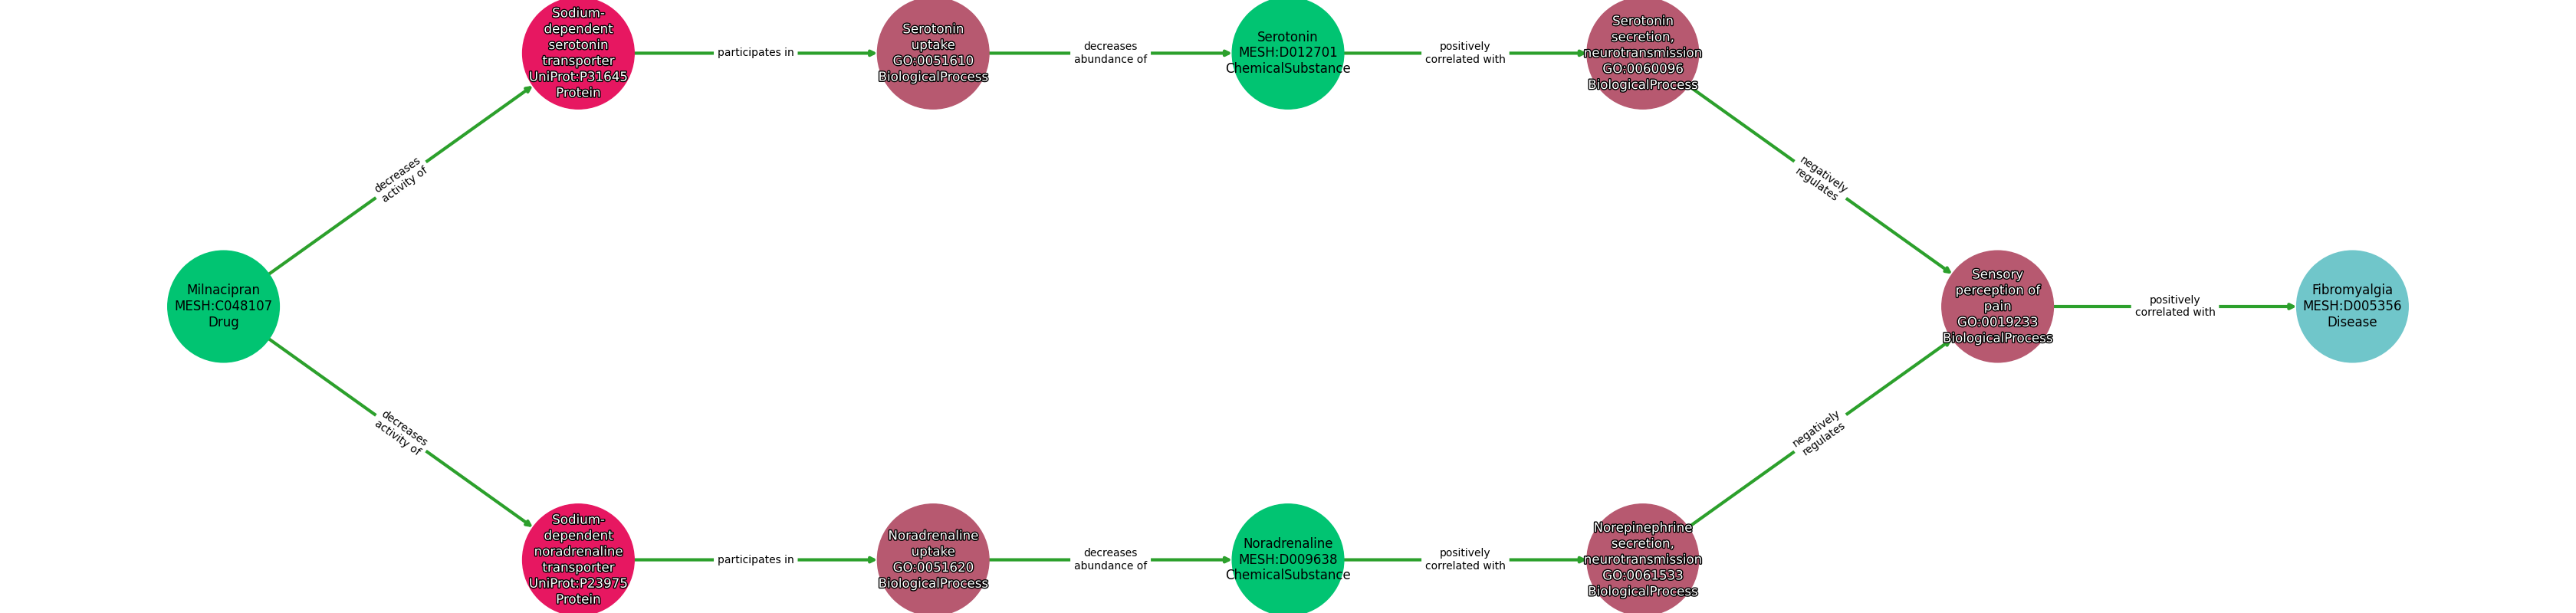 Sodium-
dependent
serotonin
transporter
UniProt:P31645
Protein
participates in
Serotonin
uptake
GO:0051610
BiologicalProcess
decreases
abundance of
Serotonin
MESH:D012701
ChemicalSubstance
positively
correlated with
Serotonin
secretion,
neurotransmission
GO:0060096
BiologicalProcess
decreases
activity of
negatively
regulates
Milnacipran
MESH:C048107
Drug
Sensory
perception of
pain
GO:0019233
BiologicalProcess
positively
correlated with
Fibromyalgia
MESH:D005356
Disease
decreases
activity of
negatively
regulates
Sodium-
dependent
noradrenaline
transporter
UniProt:P23975
Protein
participates in
Noradrenaline
uptake
GO:0051620
BiologicalProcess
decreases
abundance of
Noradrenaline
MESH:D009638
ChemicalSubstance
positively
correlated with
Norepinephrine
secretion,
neurotransmission
GO:0061533
BiologicalProcess